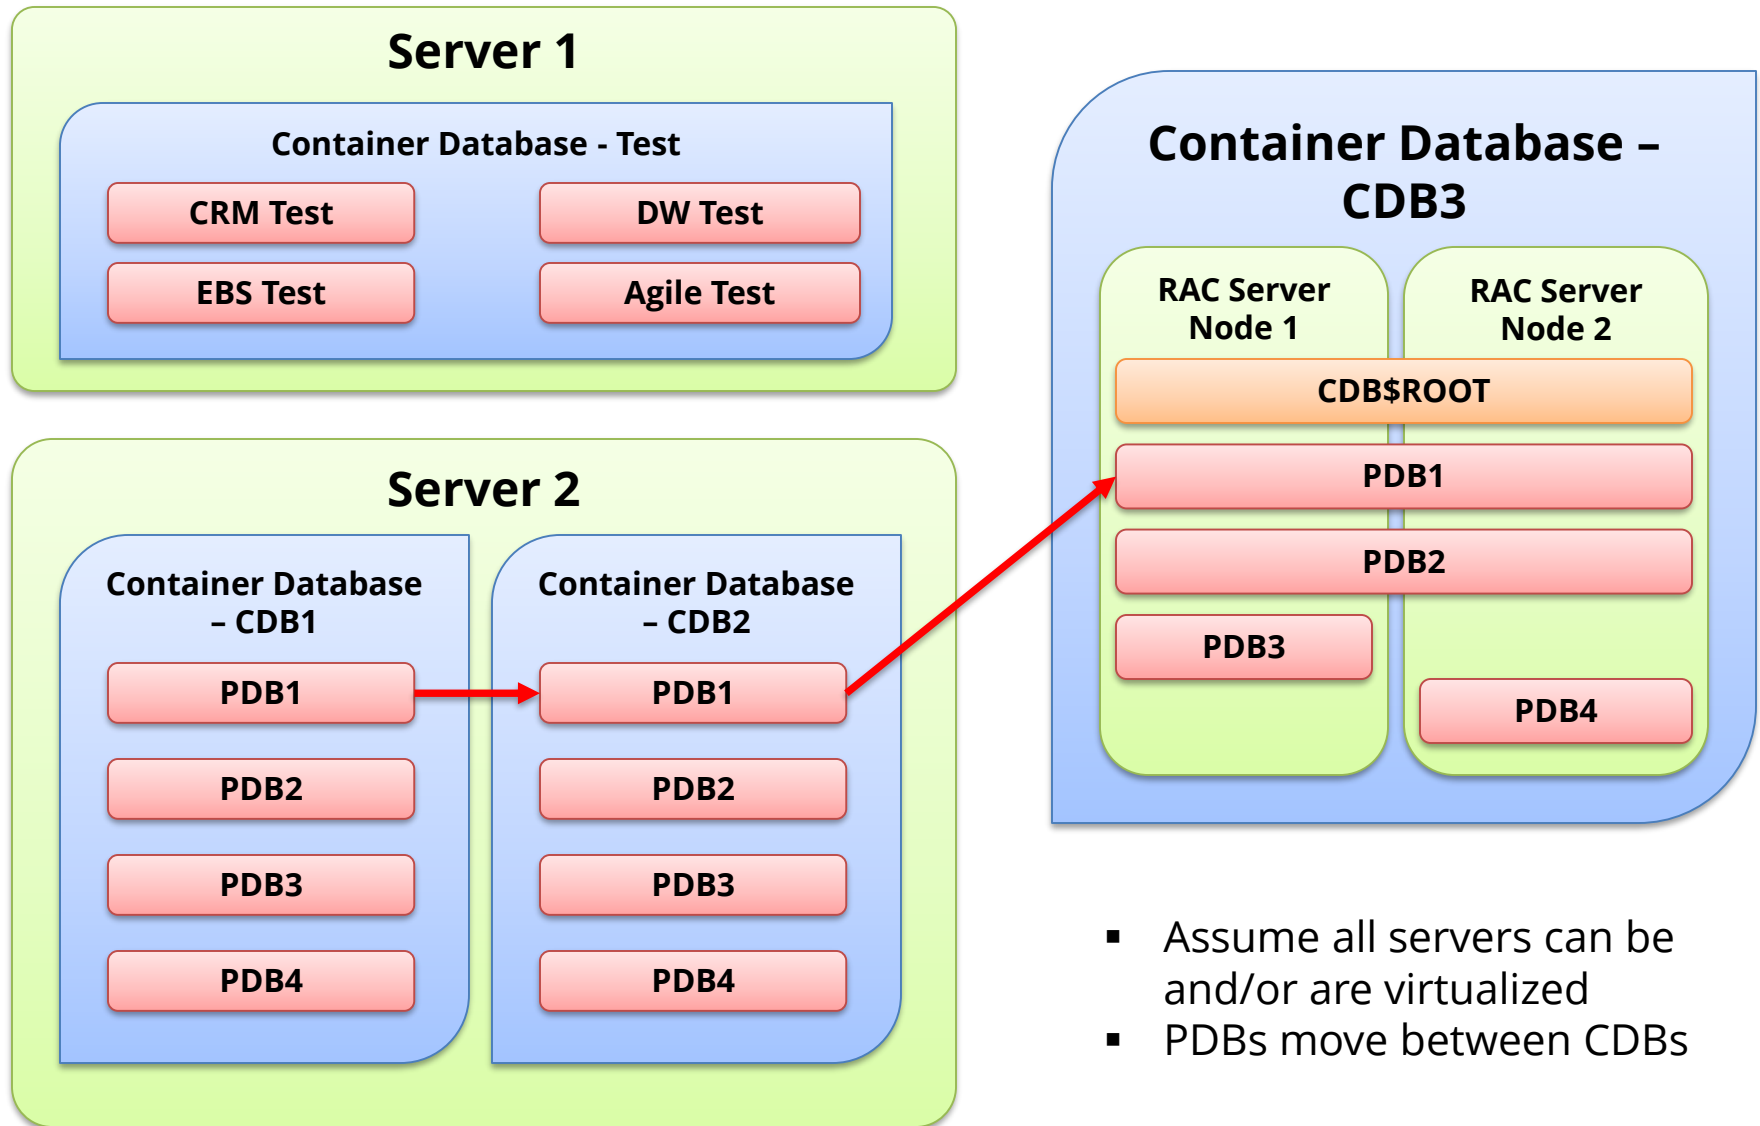 Server 1
Container Database - Test
CRM Test
DW Test
EBS Test
Agile Test
Server 2
Container Database
– CDB1
PDB1
PDB2
PDB3
PDB4
Container Database
– CDB2
PDB1
PDB2
PDB3
PDB4
Container Database –
CDB3
RAC Server
Node 1
RAC Server
Node 2
CDB$ROOT
PDB1
PDB2
PDB3
PDB4
▪ Assume all servers can be
and/or are virtualized
▪ PDBs move between CDBs